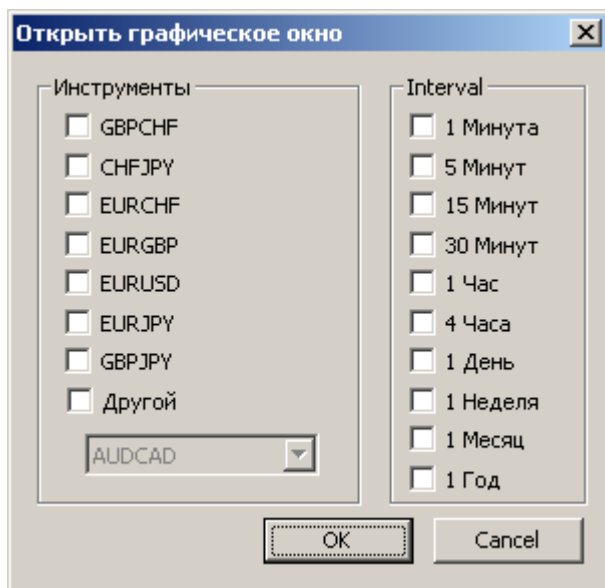 Открыть графическое окно
Инструменты
GBPCHF
CHFJPY
EURCHF
EURGBP
EURUSD
EURJPY
GBPJPY
Другой
AUDCAD
Interval
1 Минута
5 Минут
15 Минут
30 Минут
1 Час
4 Часа
1 День
1 Неделя
1 Месяц
1 Год
OK
Cancel